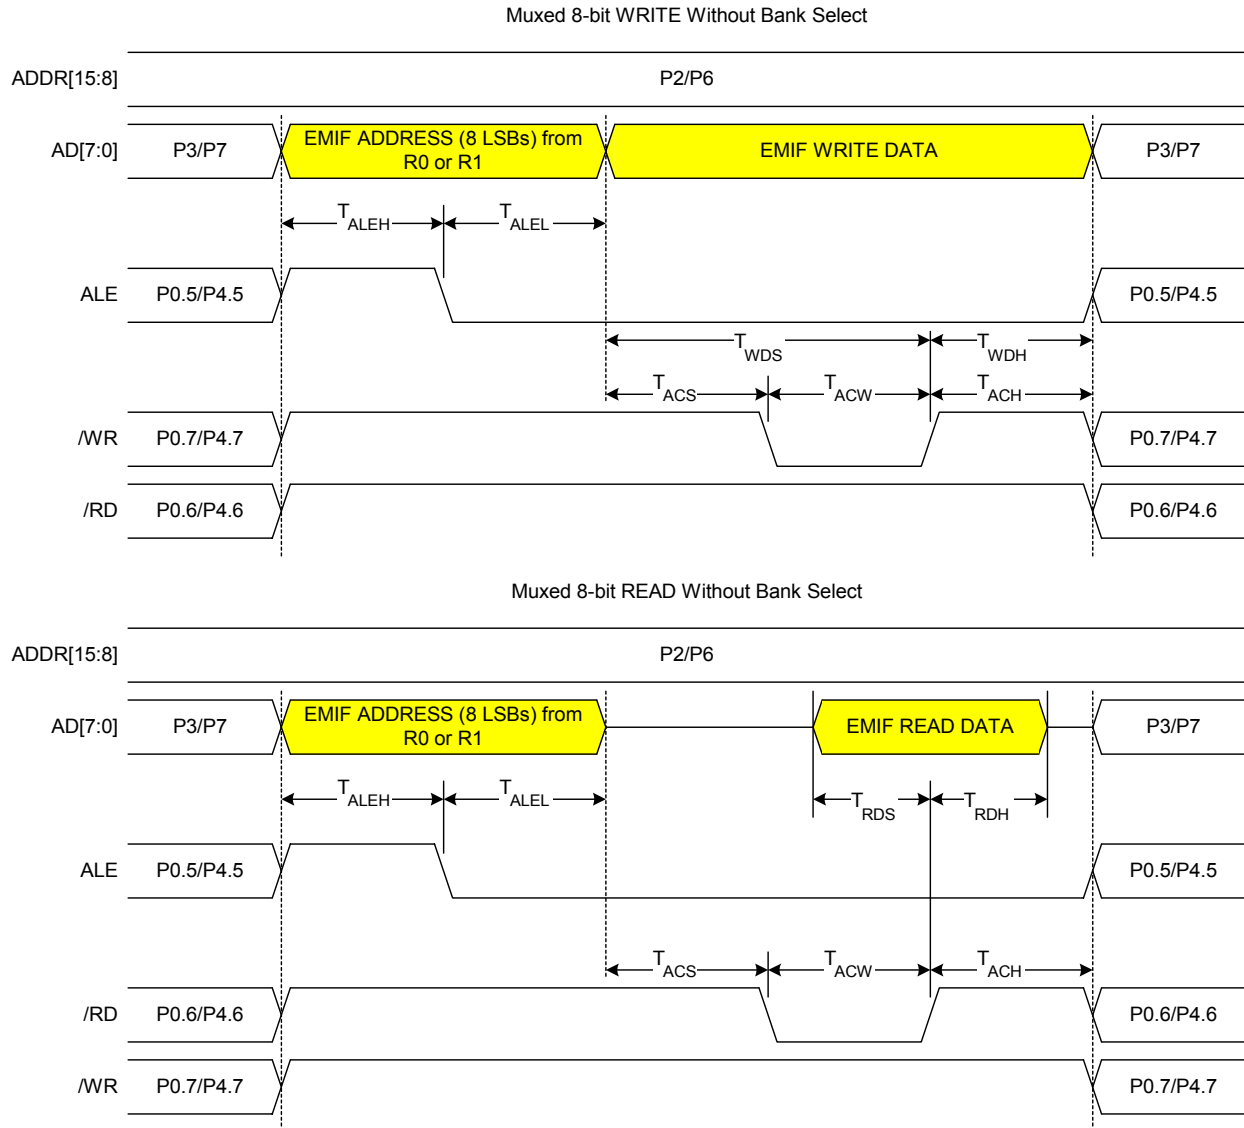 Muxed 8-bit WRITE Without Bank Select
ADDR[15:8] P2/P6
AD[7:0] P3/P7 EMIF ADDRESS (8 LSBs) from R0 or R1 EMIF WRITE DATA P3/P7
TALEH TALEL
ALE P0.5/P4.5 P0.5/P4.5
TWDS TWDH
TACS TACW TACH
/WR P0.7/P4.7 P0.7/P4.7
/RD P0.6/P4.6 P0.6/P4.6
Muxed 8-bit READ Without Bank Select
ADDR[15:8] P2/P6
AD[7:0] P3/P7 EMIF ADDRESS (8 LSBs) from R0 or R1 EMIF READ DATA P3/P7
TALEH TALEL TRDS TRDH
ALE P0.5/P4.5 P0.5/P4.5
TACS TACW TACH
/RD P0.6/P4.6 P0.6/P4.6
/WR P0.7/P4.7 P0.7/P4.7